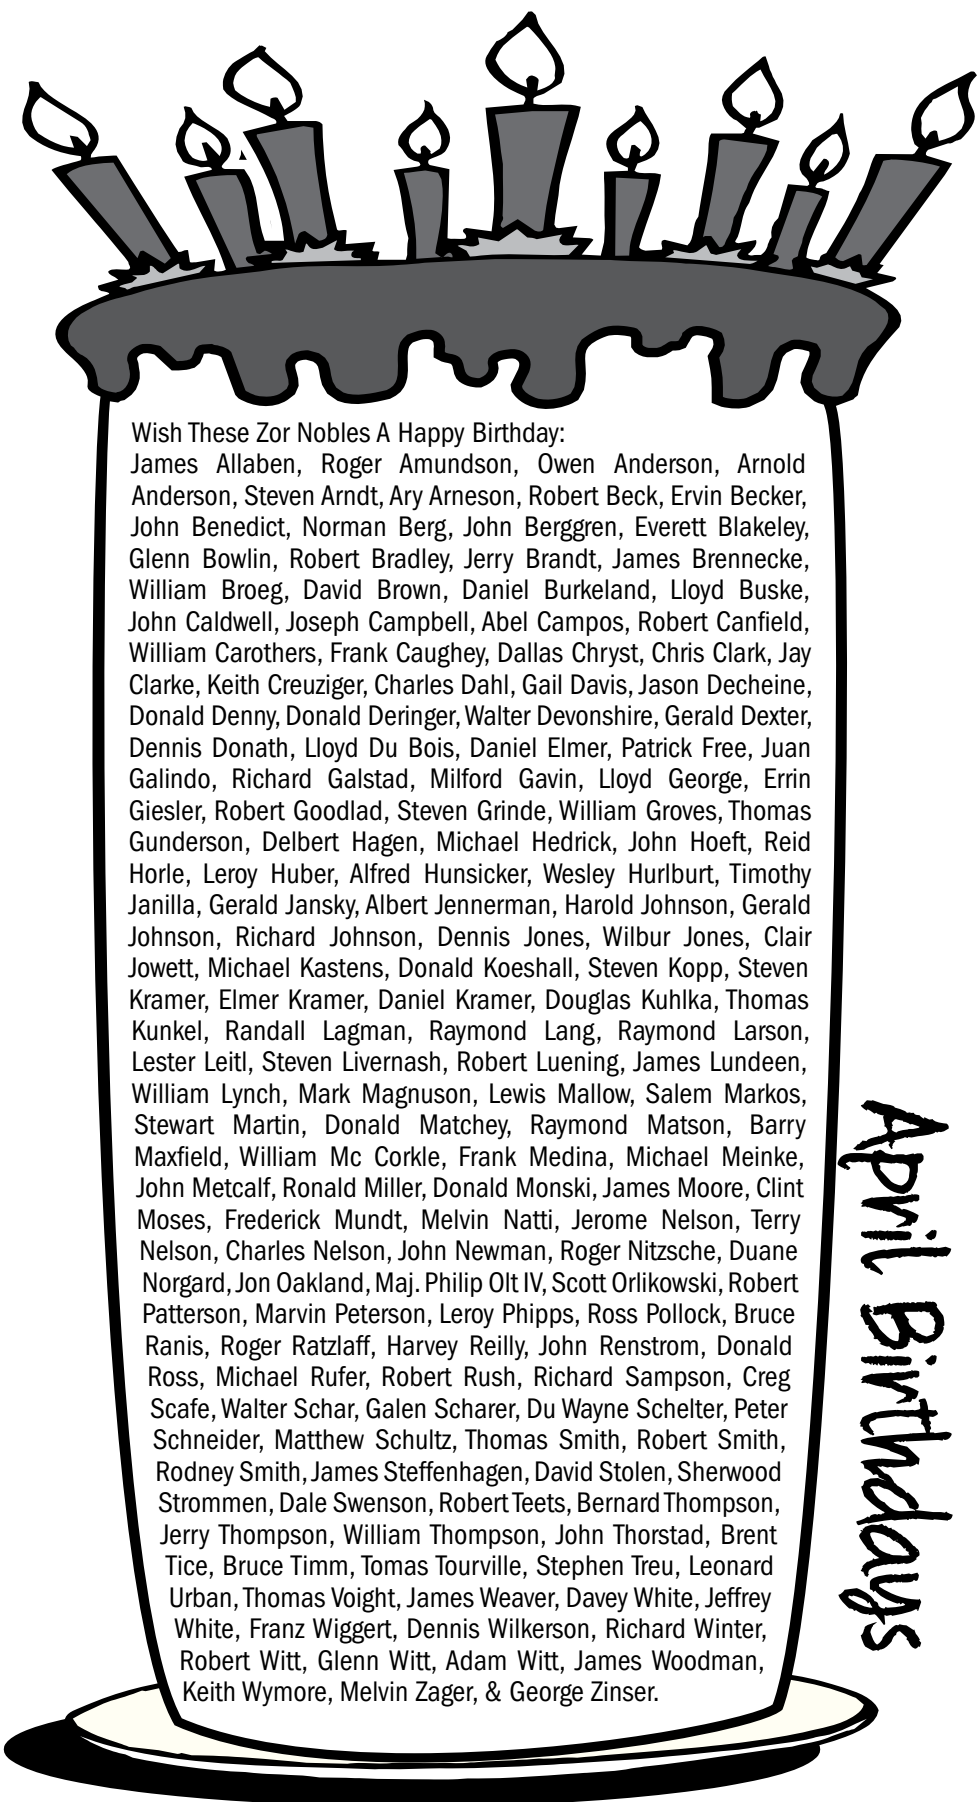 Wish These Zor Nobles A Happy Birthday:
James Allaben, Roger Amundson, Owen Anderson, Arnold
Anderson, Steven Arndt, Ary Arneson, Robert Beck, Ervin Becker,
John Benedict, Norman Berg, John Berggren, Everett Blakeley,
Glenn Bowlin, Robert Bradley, Jerry Brandt, James Brennecke,
William Broeg, David Brown, Daniel Burkeland, Lloyd Buske,
John Caldwell, Joseph Campbell, Abel Campos, Robert Canfield,
William Carothers, Frank Caughey, Dallas Chryst, Chris Clark, Jay
Clarke, Keith Creuziger, Charles Dahl, Gail Davis, Jason Decheine,
Donald Denny, Donald Deringer, Walter Devonshire, Gerald Dexter,
Dennis Donath, Lloyd Du Bois, Daniel Elmer, Patrick Free, Juan
Galindo, Richard Galstad, Milford Gavin, Lloyd George, Errin
Giesler, Robert Goodlad, Steven Grinde, William Groves, Thomas
Gunderson, Delbert Hagen, Michael Hedrick, John Hoeft, Reid
Horle, Leroy Huber, Alfred Hunsicker, Wesley Hurlburt, Timothy
Janilla, Gerald Jansky, Albert Jennerman, Harold Johnson, Gerald
Johnson, Richard Johnson, Dennis Jones, Wilbur Jones, Clair
Jowett, Michael Kastens, Donald Koeshall, Steven Kopp, Steven
Kramer, Elmer Kramer, Daniel Kramer, Douglas Kuhlka, Thomas
Kunkel, Randall Lagman, Raymond Lang, Raymond Larson,
Lester Leitl, Steven Livernash, Robert Luening, James Lundeen,
William Lynch, Mark Magnuson, Lewis Mallow, Salem Markos,
Stewart Martin, Donald Matchey, Raymond Matson, Barry
Maxfield, William Mc Corkle, Frank Medina, Michael Meinke,
John Metcalf, Ronald Miller, Donald Monski, James Moore, Clint
Moses, Frederick Mundt, Melvin Natti, Jerome Nelson, Terry
Nelson, Charles Nelson, John Newman, Roger Nitzsche, Duane
Norgard, Jon Oakland, Maj. Philip Olt IV, Scott Orlikowski, Robert
Patterson, Marvin Peterson, Leroy Phipps, Ross Pollock, Bruce
Ranis, Roger Ratzlaff, Harvey Reilly, John Renstrom, Donald
Ross, Michael Rufer, Robert Rush, Richard Sampson, Creg
Scafe, Walter Schar, Galen Scharer, Du Wayne Schelter, Peter
Schneider, Matthew Schultz, Thomas Smith, Robert Smith,
Rodney Smith, James Steffenhagen, David Stolen, Sherwood
Strommen, Dale Swenson, Robert Teets, Bernard Thompson,
Jerry Thompson, William Thompson, John Thorstad, Brent
Tice, Bruce Timm, Tomas Tourville, Stephen Treu, Leonard
Urban, Thomas Voight, James Weaver, Davey White, Jeffrey
White, Franz Wiggert, Dennis Wilkerson, Richard Winter,
Robert Witt, Glenn Witt, Adam Witt, James Woodman,
Keith Wymore, Melvin Zager, & George Zinser.
April Birthdays